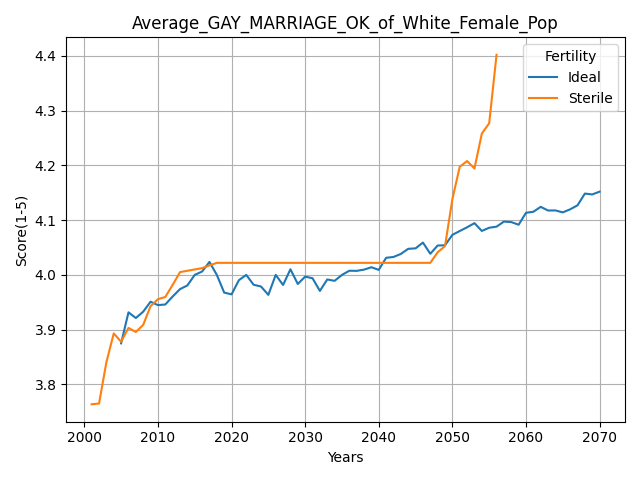 Average_GAY_MARRIAGE_OK_of_White_Female_Pop
Fertility
Ideal
Sterile
Score(1-5)
4.4
4.3
4.2
4.1
4.0
3.9
3.8
2000 2010 2020 2030 2040 2050 2060 2070
Years